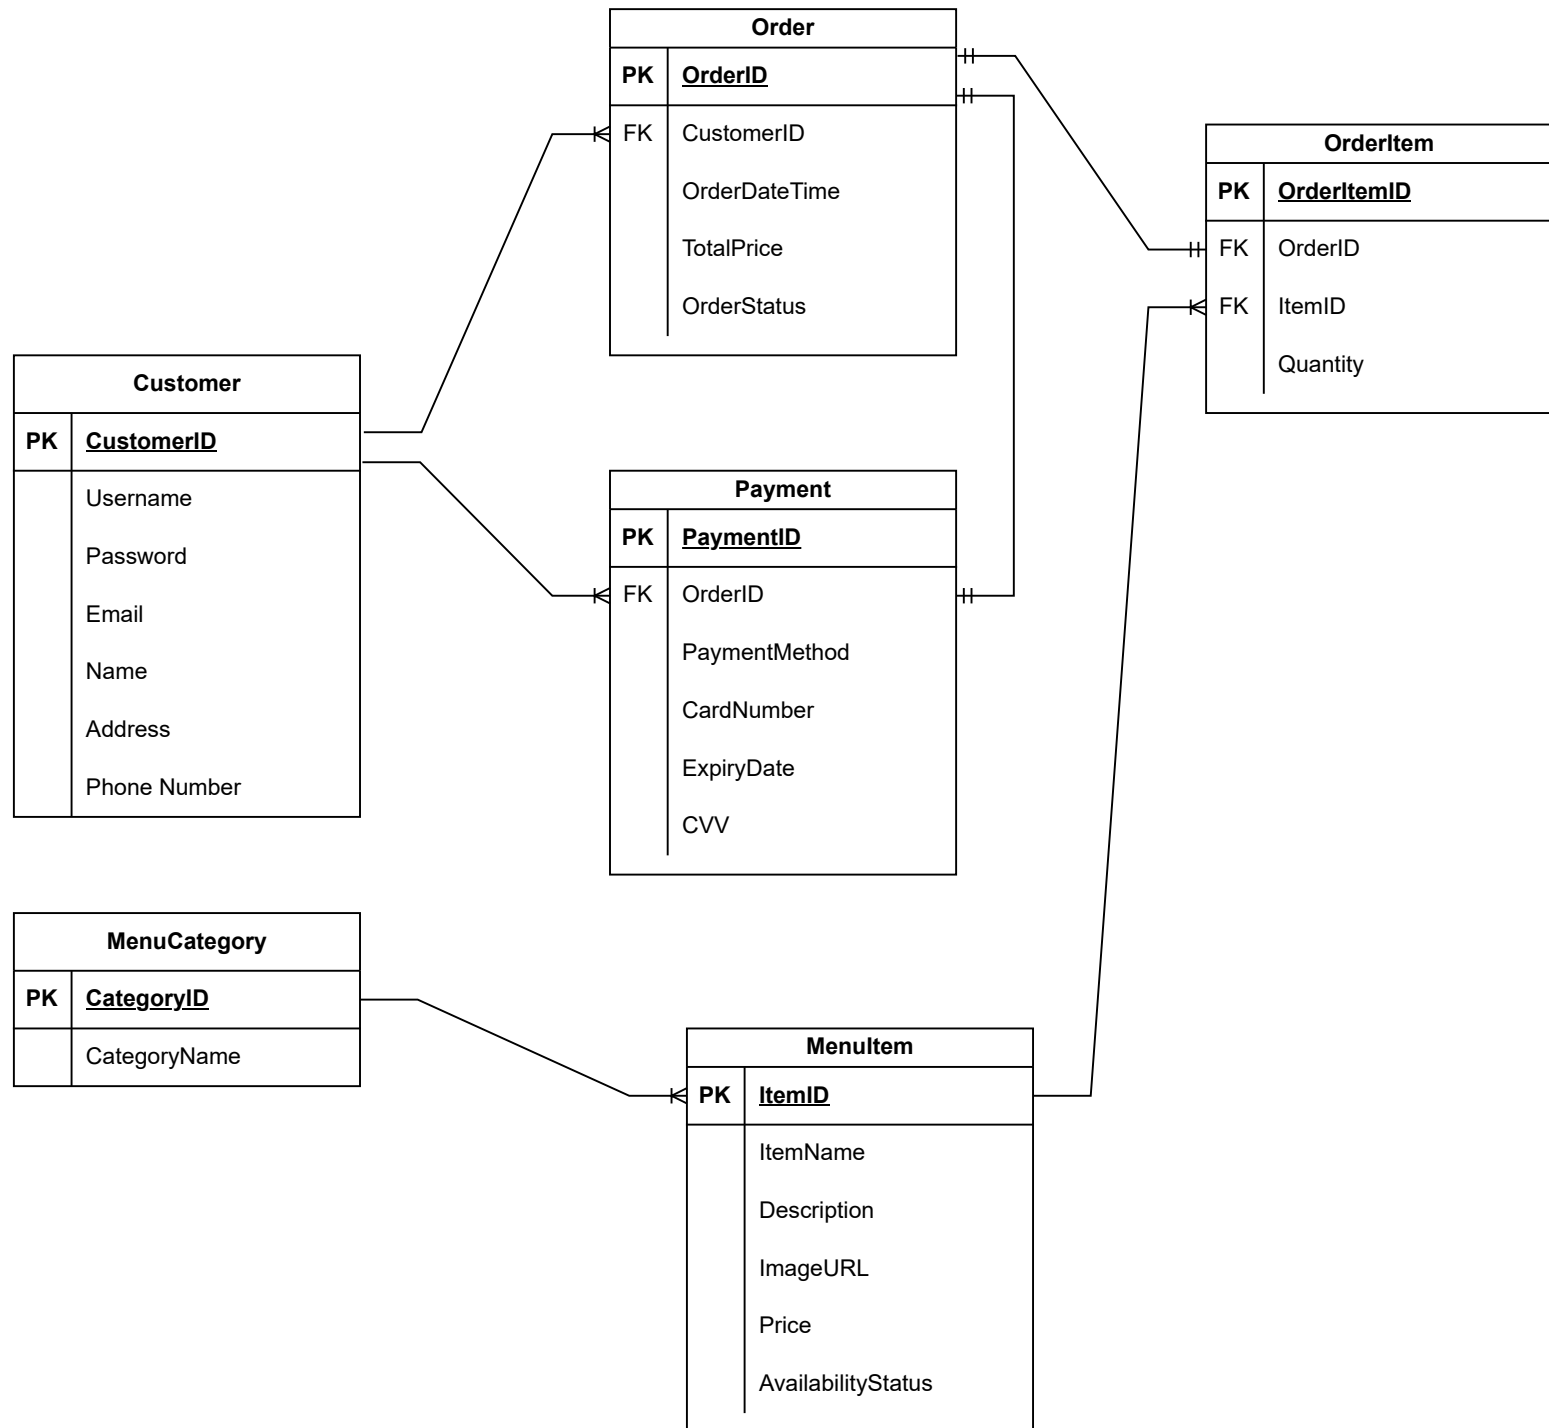 Order
PK OrderID
FK CustomerID
OrderDateTime
TotalPrice
OrderStatus
OrderItem
PK OrderItemID
FK OrderID
FK ItemID
Quantity
Customer
PK CustomerID
Username
Password
Email
Name
Address
Phone Number
Payment
PK PaymentID
FK OrderID
PaymentMethod
CardNumber
ExpiryDate
CVV
MenuCategory
PK CategoryID
CategoryName
MenuItem
PK ItemID
ItemName
Description
ImageURL
Price
AvailabilityStatus